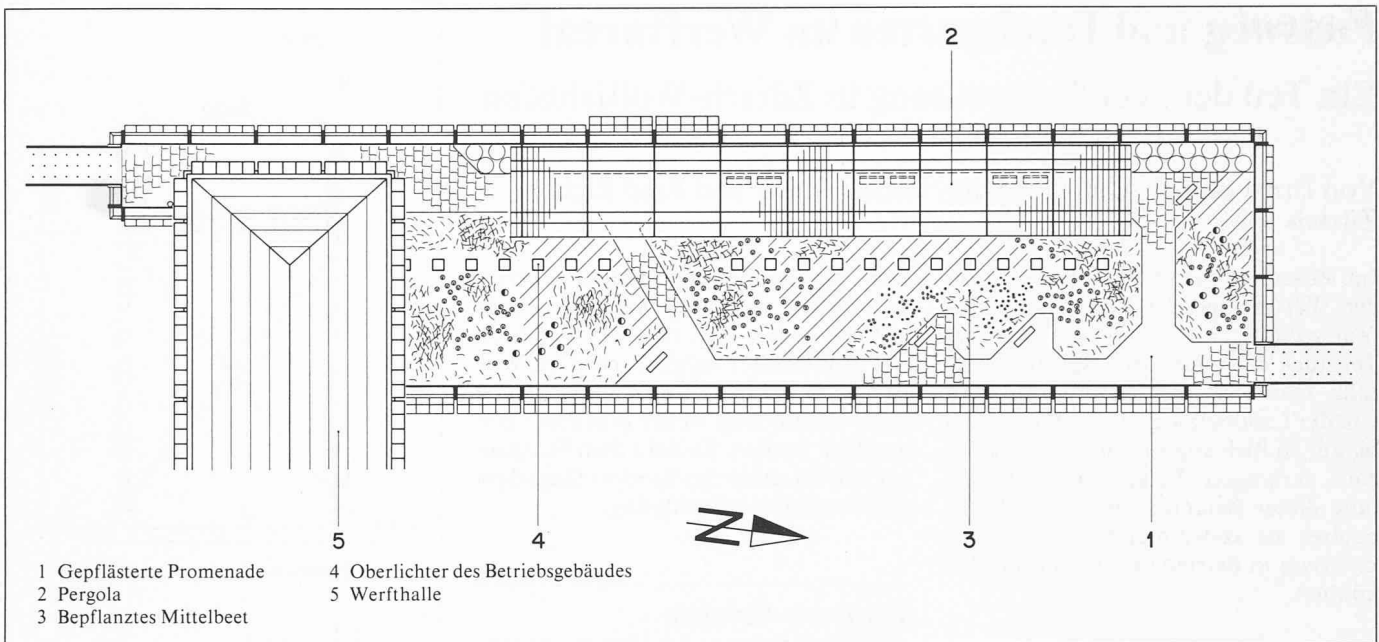 2
5
4
N
3
1
1 Gepflästerte Promenade
2 Pergola
3 Bepflanztes Mittelbeet
4 Oberlichter des Betriebsgebäudes
5 Werfthalle